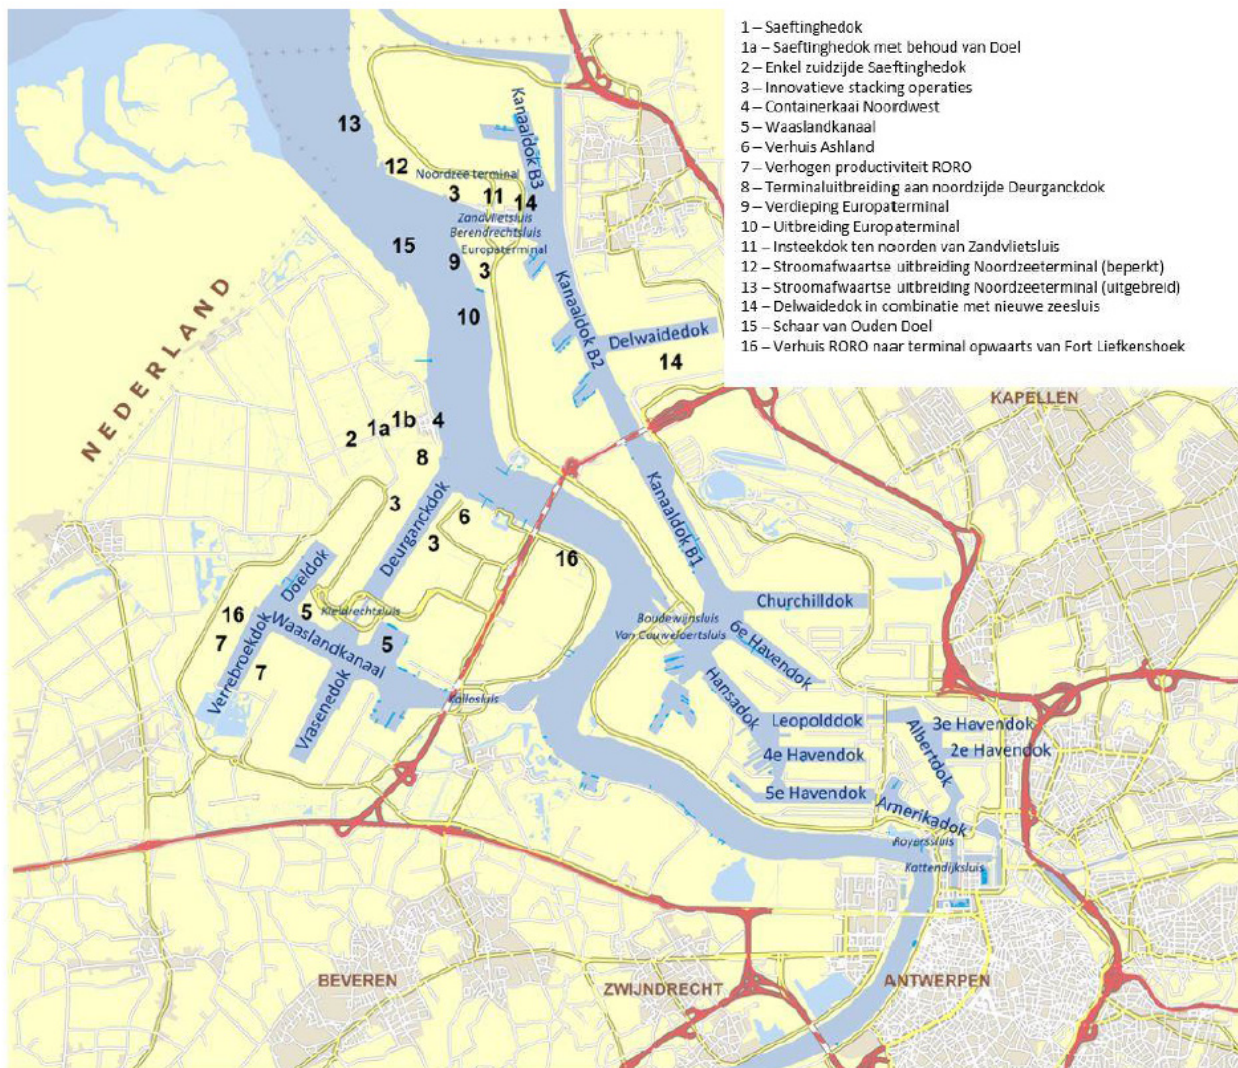 1 – Saeftinghedok
1a – Saeftinghedok met behoud van Doel
2 – Enkel zuidzijde Saeftinghedok
3 – Innovatieve stacking operaties
4 – Containerkaai Noordwest
5 – Waaslandkanaal
6 – Verhuis Ashland
7 – Verhogen productiviteit RORO
8 – Terminaluitbreiding aan noordzijde Deurganckdok
9 – Verdieping Europaterminal
10 – Uitbreiding Europaterminal
11 – Insteekdok ten noorden van Zandvlietsluis
12 – Stroomafwaartse uitbreiding Noordzeeterminal (beperkt)
13 – Stroomafwaartse uitbreiding Noordzeeterminal (uitgebreid)
14 – Delwaidedok in combinatie met nieuwe zeesluis
15 – Schaar van Ouden Doel
16 – Verhuis RORO naar terminal opwaarts van Fort Liefkenshoek
Kanaaldok B3
13
12
Noordzee terminal
3
11
14
Zandvlietsluis
Berendrechtsluis
15
Europaterminal
9
3
NEDERLAND
Kanaaldok B2
10
Delwaidedok
14
KAPELLEN
1a
1b
4
2
8
3
Deurganckdok
6
3
Kanaaldok B1
16
Doeldok
Churchilldok
16
5
Kieldrechtsluis
Boudewijnsluis
Van Cauwelaertsluis
7
Waaslandkanaal
5
6e Havendok
Verrebroekdok
7
Vrasenedok
Kallosluis
Hansadok
Leopolddok
Albertdok
3e Havendok
4e Havendok
2e Havendok
5e Havendok
Amerikadok
Royerssluis
Kattendijksluis
BEVEREN
ZWIJNDRECHT
ANTWERPEN